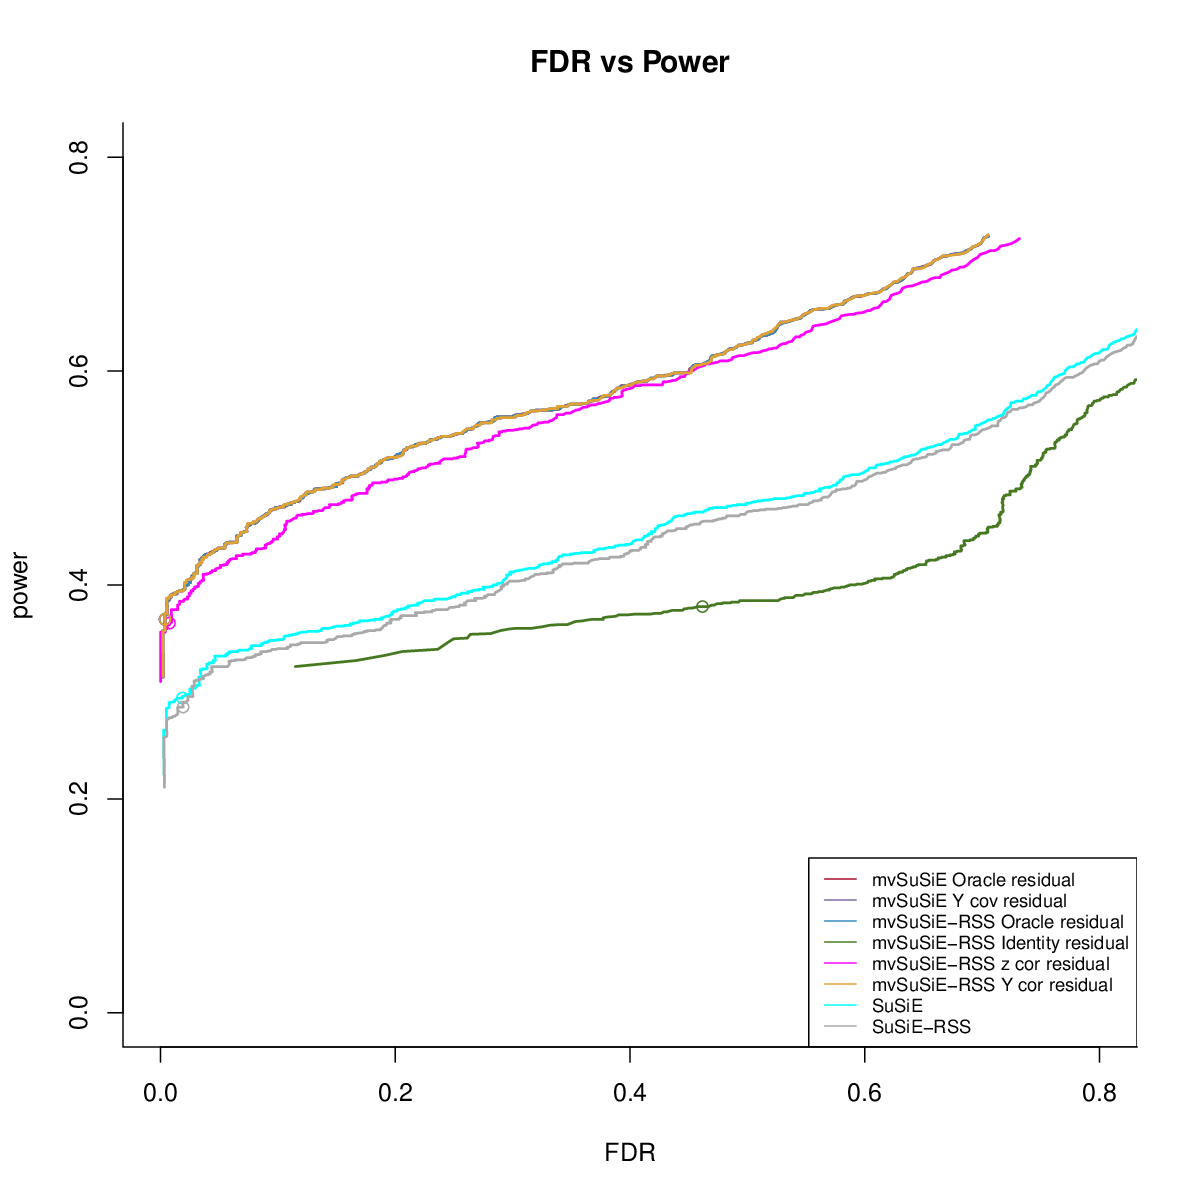 FDR vs Power
power
0.8
0.6
0.4
0.2
0.0
mvSuSiE Oracle residual
mvSuSiE Y cov residual
mvSuSiE−RSS Oracle residual
mvSuSiE−RSS Identity residual
mvSuSiE−RSS z cor residual
mvSuSiE−RSS Y cor residual
SuSiE
SuSiE−RSS
0.0 0.2 0.4 0.6 0.8
FDR